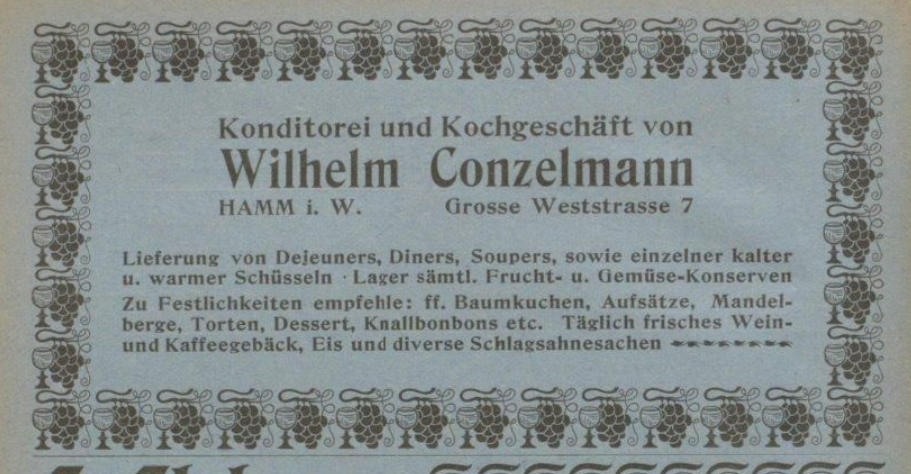 Konditorei und Kochgeschäft von
Wilhelm Conzelmann
HAMM i. W. Grosse Weststrasse 7
Lieferung von Dejeuners, Diners, Soupers, sowie einzelner kalter
u. warmer Schüsseln · Lager sämtl. Frucht- u. Gemüse-Konserven
Zu Festlichkeiten empfehle: ff. Baumkuchen, Aufsätze, Mandel-
berge, Torten, Dessert, Knallbonbons etc. Täglich frisches Wein-
und Kaffeegebäck, Eis und diverse Schlagsahnesachen